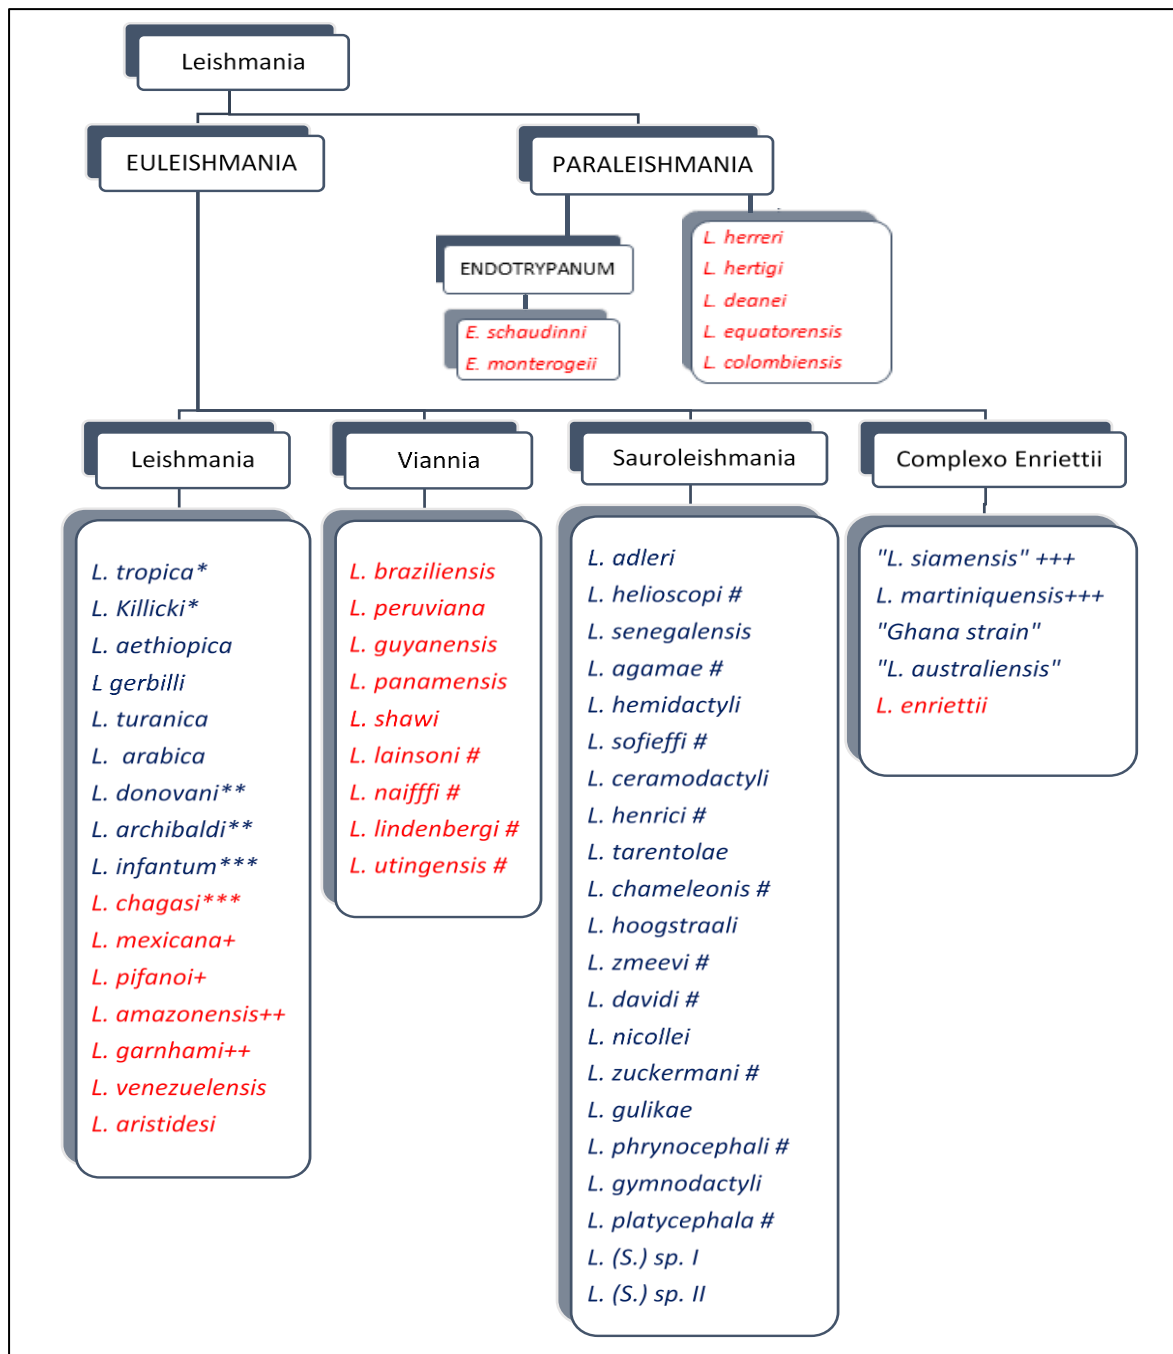 Leishmania
EULEISHMANIA
PARALEISHMANIA
ENDOTRYPANUM
E. schaudinni
E. monterogeii
L. herreri
L. hertigi
L. deanei
L. equatorensis
L. colombiensis
Leishmania
L. tropica*
L. Killicki*
L. aethiopica
L gerbilli
L. turanica
L. arabica
L. donovani**
L. archibaldi**
L. infantum***
L. chagasi***
L. mexicana+
L. pifanoi+
L. amazonensis++
L. garnhami++
L. venezuelensis
L. aristidesi
Viannia
L. braziliensis
L. peruviana
L. guyanensis
L. panamensis
L. shawi
L. lainsoni #
L. naifffi #
L. lindenbergi #
L. utingensis #
Sauroleishmania
L. adleri
L. helioscopi #
L. senegalensis
L. agamae #
L. hemidactyli
L. sofieffi #
L. ceramodactyli
L. henrici #
L. tarentolae
L. chameleonis #
L. hoogstraali
L. zmeevi #
L. davidi #
L. nicollei
L. zuckermani #
L. gulikae
L. phrynocephali #
L. gymnodactyli
L. platycephala #
L. (S.) sp. I
L. (S.) sp. II
Complexo Enriettii
"L. siamensis" +++
L. martiniquensis+++
"Ghana strain"
"L. australiensis"
L. enriettii